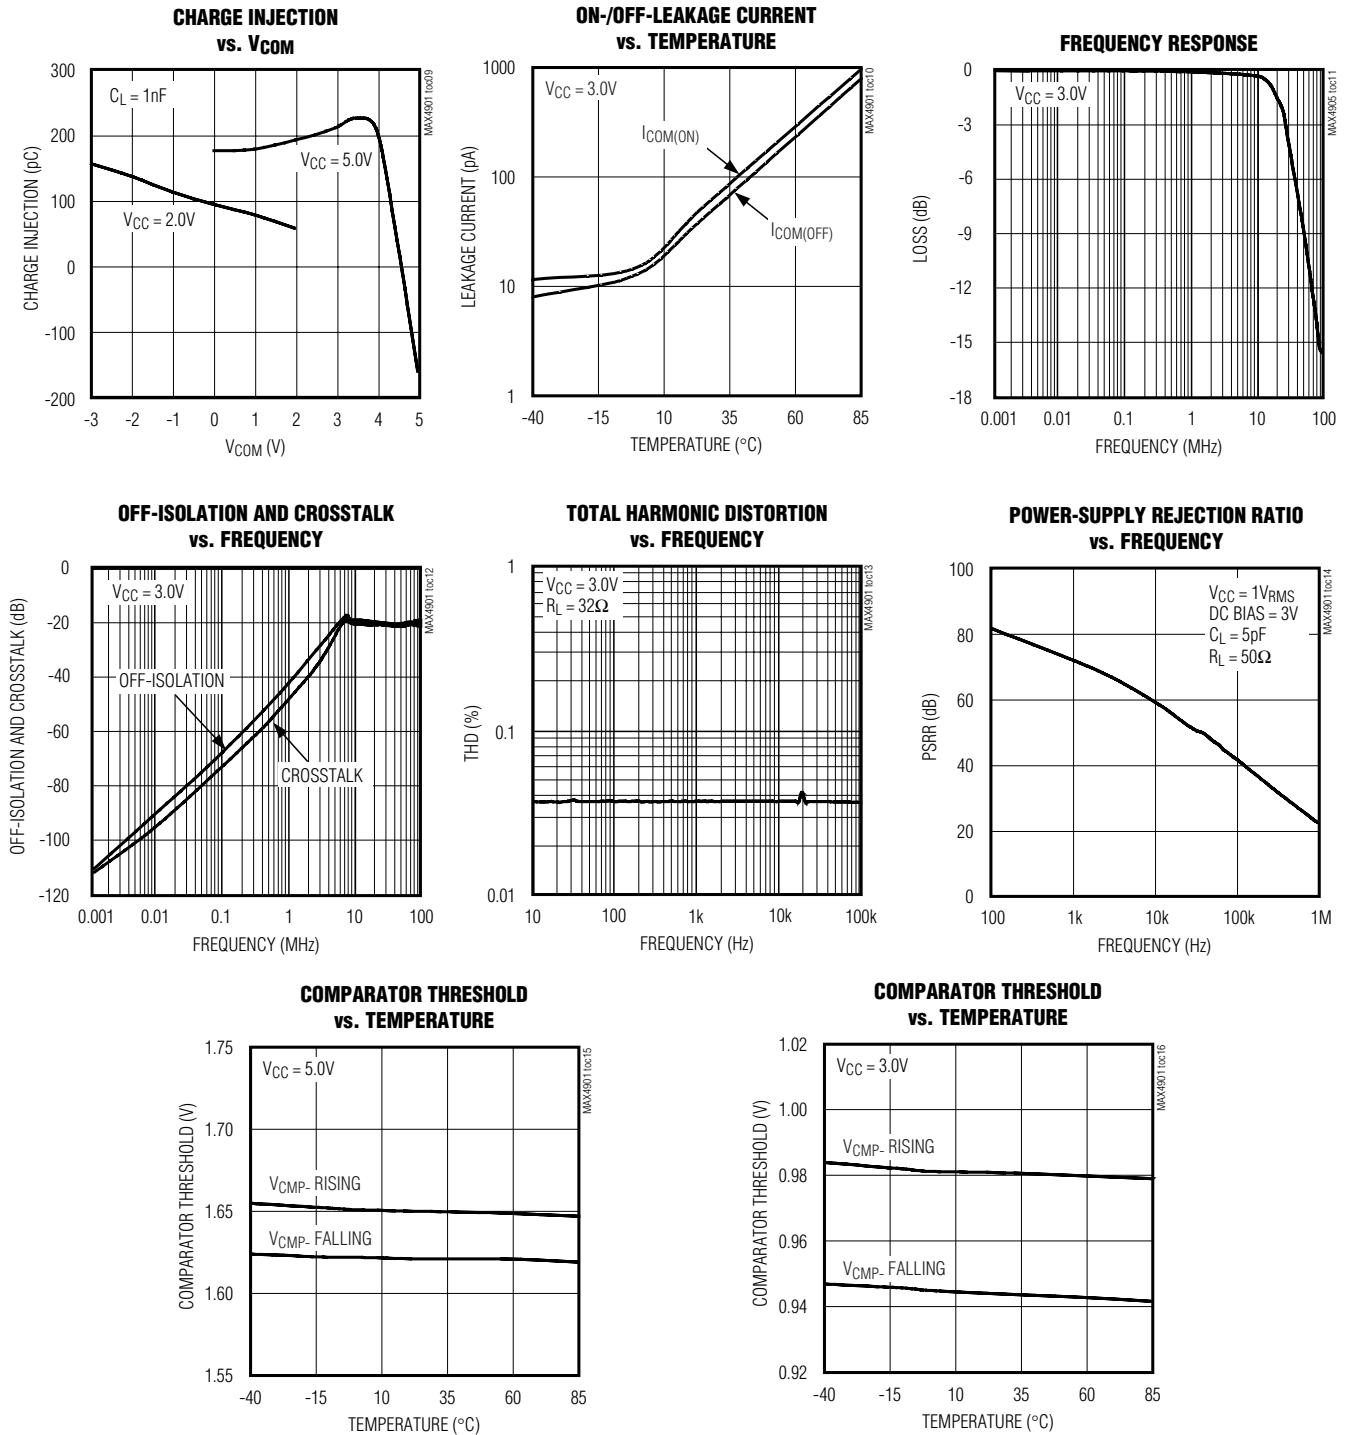 CHARGE INJECTION
vs. VCOM
300
200
100
0
-100
-200
CHARGE INJECTION (pC)
CL = 1nF
VCC = 5.0V
VCC = 2.0V
MAX4901 toc09
-3 -2 -1 0 1 2 3 4 5
VCOM (V)
ON-/OFF-LEAKAGE CURRENT
vs. TEMPERATURE
1000
100
10
1
LEAKAGE CURRENT (pA)
VCC = 3.0V
ICOM(ON)
ICOM(OFF)
MAX4901 toc10
-40 -15 10 35 60 85
TEMPERATURE (°C)
FREQUENCY RESPONSE
0
-3
-6
-9
-12
-15
-18
LOSS (dB)
VCC = 3.0V
MAX4905 toc11
0.001 0.01 0.1 1 10 100
FREQUENCY (MHz)
OFF-ISOLATION AND CROSSTALK
vs. FREQUENCY
0
-20
-40
-60
-80
-100
-120
OFF-ISOLATION AND CROSSTALK (dB)
VCC = 3.0V
OFF-ISOLATION
CROSSTALK
MAX4901 toc12
0.001 0.01 0.1 1 10 100
FREQUENCY (MHz)
TOTAL HARMONIC DISTORTION
vs. FREQUENCY
1
0.1
0.01
THD (%)
VCC = 3.0V
RL = 32Ω
MAX4901 toc13
10 100 1k 10k 100k
FREQUENCY (Hz)
POWER-SUPPLY REJECTION RATIO
vs. FREQUENCY
100
80
60
40
20
0
PSRR (dB)
VCC = 1VRMS
DC BIAS = 3V
CL = 5pF
RL = 50Ω
MAX4901 toc14
100 1k 10k 100k 1M
FREQUENCY (Hz)
COMPARATOR THRESHOLD
vs. TEMPERATURE
1.75
1.70
1.65
1.60
1.55
COMPARATOR THRESHOLD (V)
VCC = 5.0V
VCMP- RISING
VCMP- FALLING
MAX4901 toc15
-40 -15 10 35 60 85
TEMPERATURE (°C)
COMPARATOR THRESHOLD
vs. TEMPERATURE
1.02
1.00
0.98
0.96
0.94
0.92
COMPARATOR THRESHOLD (V)
VCC = 3.0V
VCMP- RISING
VCMP- FALLING
MAX4901 toc16
-40 -15 10 35 60 85
TEMPERATURE (°C)